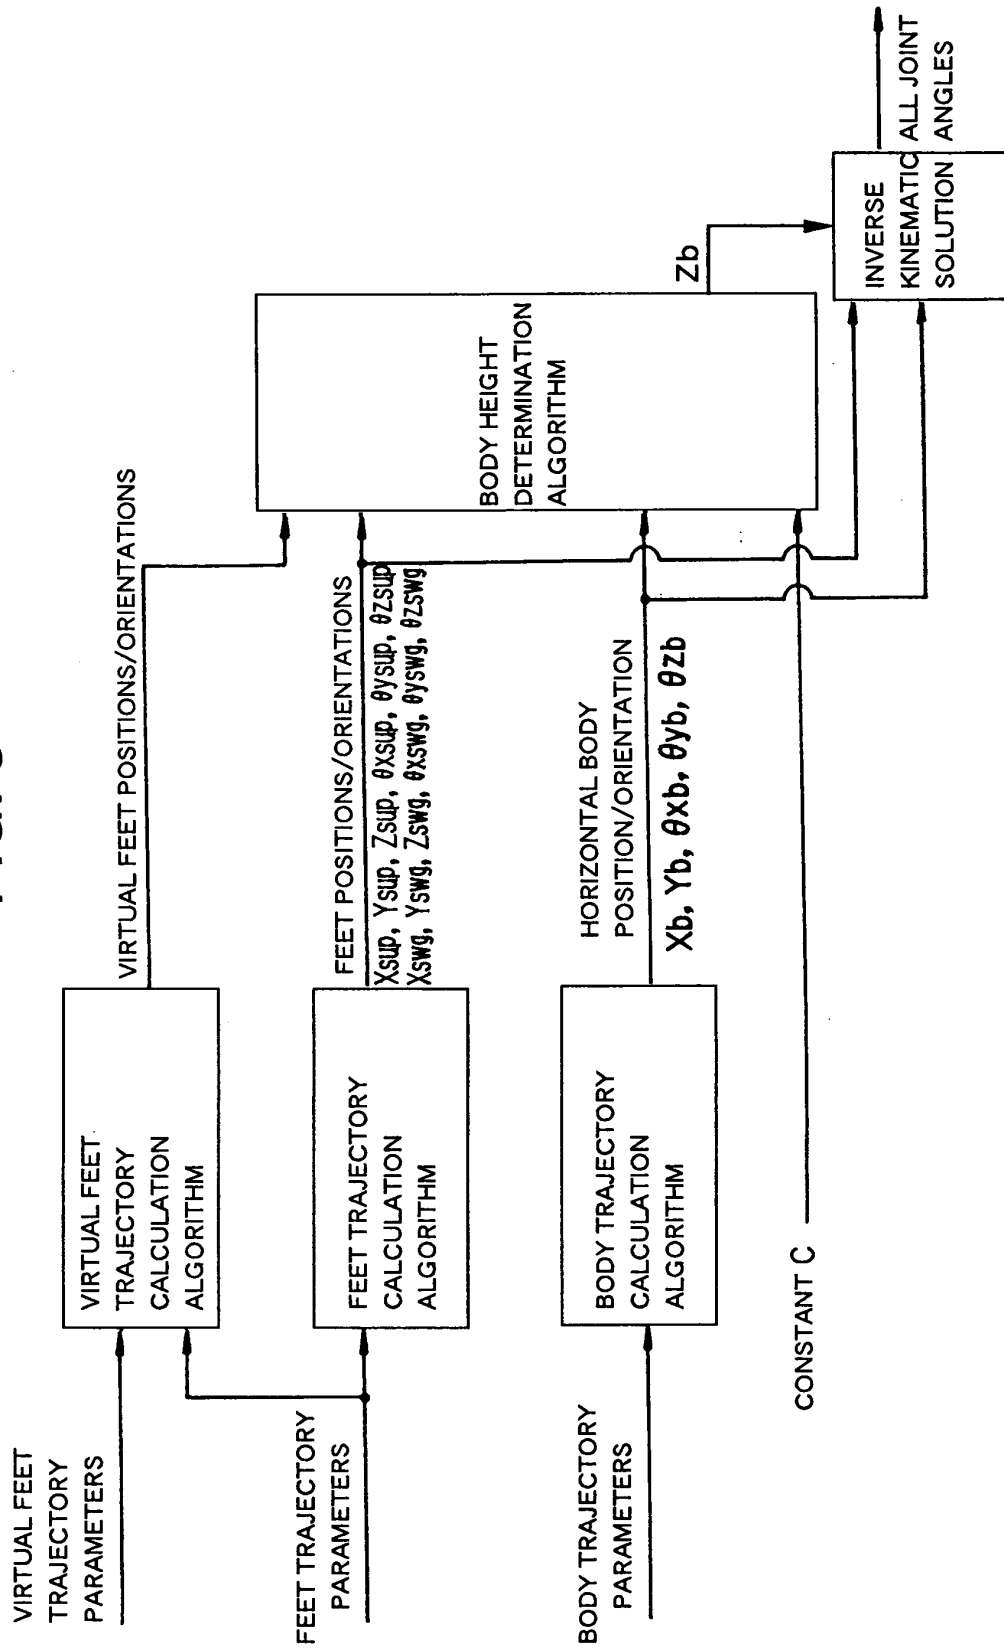 VIRTUAL FEET
TRAJECTORY
PARAMETERS
VIRTUAL FEET
TRAJECTORY
CALCULATION
ALGORITHM
VIRTUAL FEET POSITIONS/ORIENTATIONS
FEET TRAJECTORY
PARAMETERS
FEET TRAJECTORY
CALCULATION
ALGORITHM
FEET POSITIONS/ORIENTATIONS
Xsup, Ysup, Zsup, θxsup, θysup, θzsup
Xswg, Yswg, Zswg, θxswg, θyswg, θzswg
BODY TRAJECTORY
PARAMETERS
BODY TRAJECTORY
CALCULATION
ALGORITHM
HORIZONTAL BODY
POSITION/ORIENTATION
Xb, Yb, θxb, θyb, θzb
CONSTANT C
BODY HEIGHT
DETERMINATION
ALGORITHM
Zb
INVERSE
KINEMATIC
SOLUTION
ALL JOINT
ANGLES